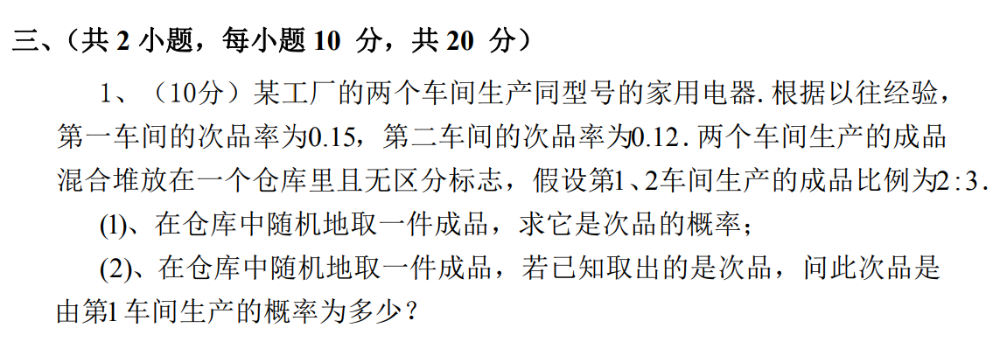 三、（共 2 小题，每小题 10 分，共 20 分）
1、（10分）某工厂的两个车间生产同型号的家用电器. 根据以往经验，
第一车间的次品率为0.15，第二车间的次品率为0.12. 两个车间生产的成品
混合堆放在一个仓库里且无区分标志，假设第1、2车间生产的成品比例为2:3.
(1)、在仓库中随机地取一件成品，求它是次品的概率；
(2)、在仓库中随机地取一件成品，若已知取出的是次品，问此次品是
由第1车间生产的概率为多少？